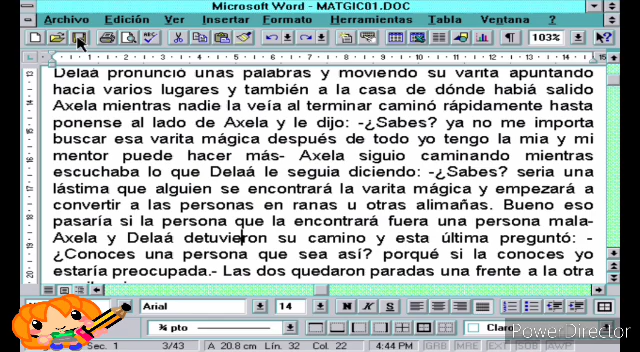 Microsoft Word - MATGIC01.DOC
Archivo Edición Ver Insertar Formato Herramientas Tabla Ventana ?
103%
Delaá pronunció unas palabras y moviendo su varita apuntando
hacia varios lugares y también a la casa de dónde habiá salido
Axela mientras nadie la veía al terminar caminó rápidamente hasta
ponense al lado de Axela y le dijo: -¿Sabes? ya no me importa
buscar esa varita mágica después de todo yo tengo la mia y mi
mentor puede hacer más- Axela siguio caminando mientras
escuchaba lo que Delaá le seguia diciendo: -¿Sabes? seria una
lástima que alguien se encontrará la varita mágica y empezará a
convertir a las personas en ranas u otras alimañas. Bueno eso
pasaría si la persona que la encontrará fuera una persona mala-
Axela y Delaá detuvieron su camino y esta última preguntó: -
¿Conoces una persona que sea así? porqué si la conoces yo
estaría preocupada.- Las dos quedaron paradas una frente a la otra
Arial 14 N K S
¾ pto Claro
Sec. 1 3/43 A 20.8 cm Lín. 32 Col. 22 4:44 PM GRB MRE EXT SOB AWP
PowerDirector